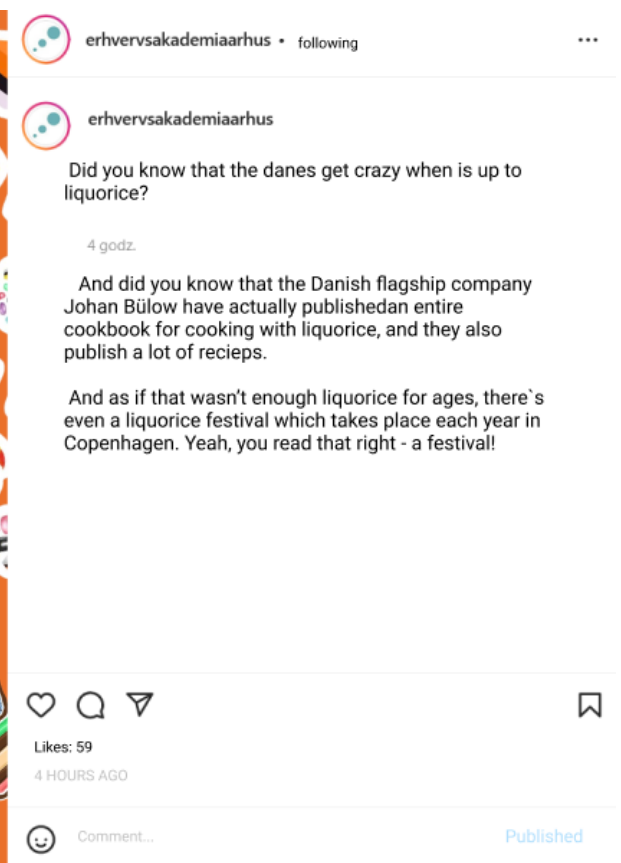 erhvervsakademiaarhus • following
erhvervsakademiaarhus
Did you know that the danes get crazy when is up to
liquorice?
4 godz.
And did you know that the Danish flagship company
Johan Bülow have actually publishedan entire
cookbook for cooking with liquorice, and they also
publish a lot of recieps.
And as if that wasn't enough liquorice for ages, there`s
even a liquorice festival which takes place each year in
Copenhagen. Yeah, you read that right - a festival!
Likes: 59
4 HOURS AGO
Comment... Published